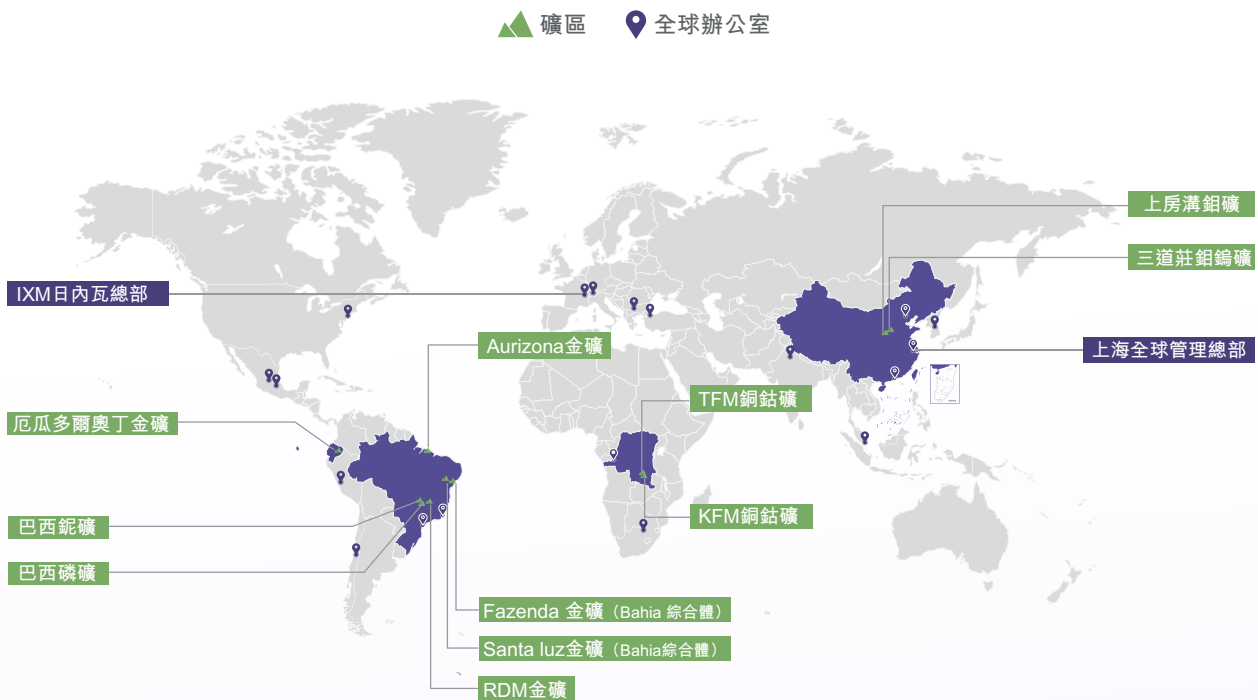 礦區
全球辦公室
上房溝鉬礦
三道莊鉬鎢礦
IXM日內瓦總部
Aurizona金礦
上海全球管理總部
TFM銅鈷礦
厄瓜多爾奧丁金礦
KFM銅鈷礦
巴西鈮礦
巴西磷礦
Fazenda 金礦（Bahia 綜合體）
Santa luz金礦（Bahia綜合體）
RDM金礦